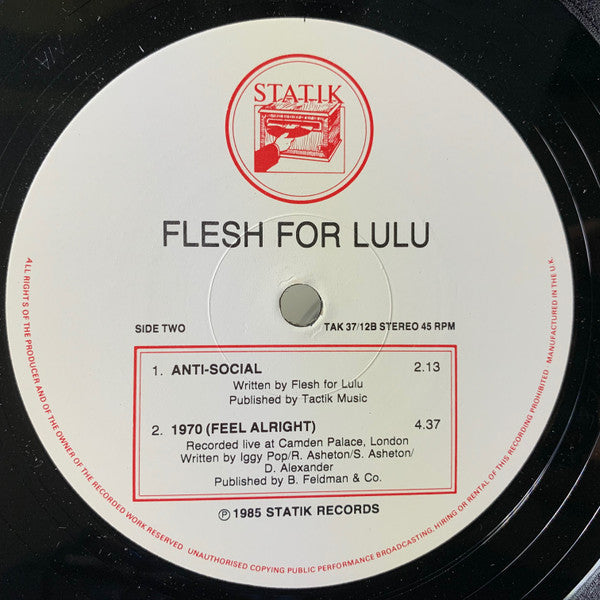 STATIK
FLESH FOR LULU
SIDE TWO
TAK 37/12B STEREO 45 RPM
1. ANTI-SOCIAL 2.13
Written by Flesh for Lulu
Published by Tactik Music
2. 1970 (FEEL ALRIGHT) 4.37
Recorded live at Camden Palace, London
Written by Iggy Pop/R. Asheton/S. Asheton/
D. Alexander
Published by B. Feldman & Co.
℗ 1985 STATIK RECORDS
ALL RIGHTS OF THE PRODUCER AND OF THE OWNER OF THE RECORDED WORK RESERVED. UNAUTHORISED COPYING PUBLIC PERFORMANCE BROADCASTING, HIRING OR RENTAL OF THIS RECORDING PROHIBITED. MANUFACTURED IN THE U.K.